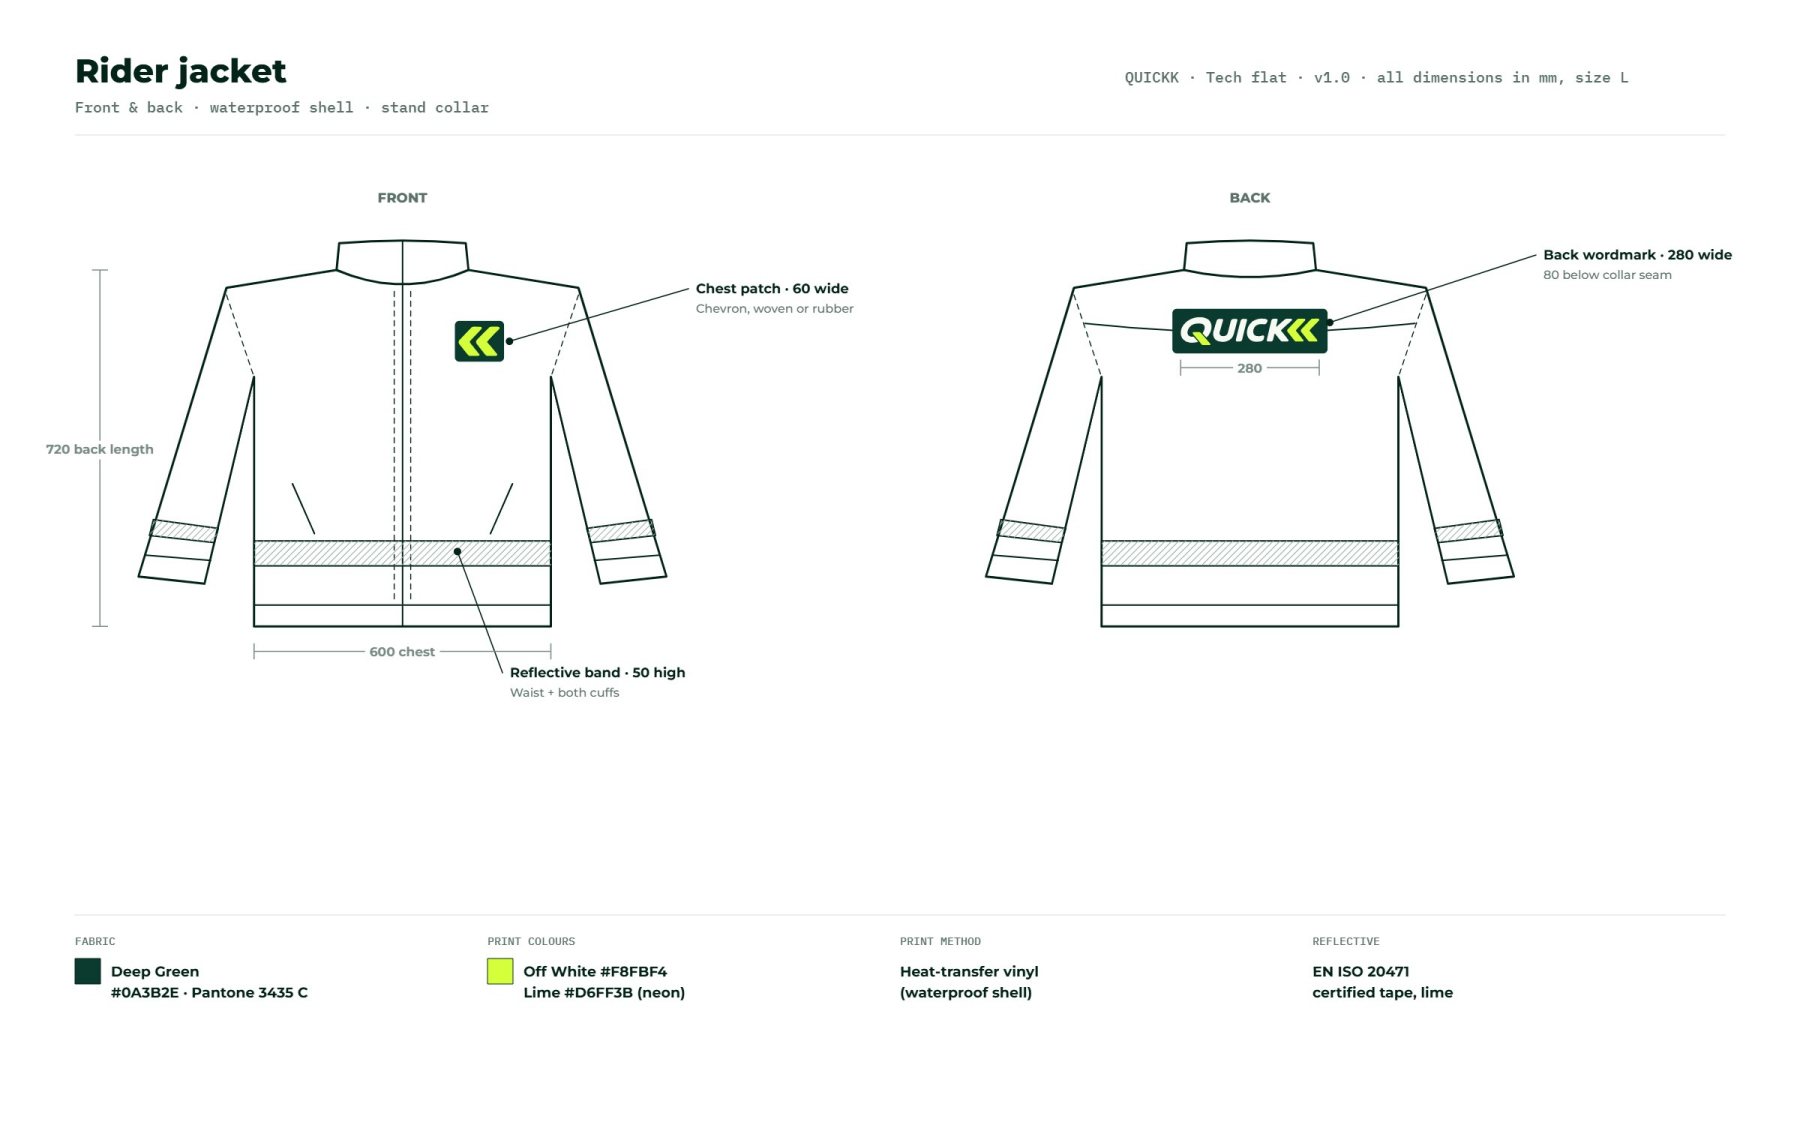 Rider jacket
QUICKK · Tech flat · v1.0 · all dimensions in mm, size L
Front & back · waterproof shell · stand collar
FRONT
BACK
Back wordmark · 280 wide
80 below collar seam
Chest patch · 60 wide
Chevron, woven or rubber
QUICK
280
720 back length
600 chest
Reflective band · 50 high
Waist + both cuffs
FABRIC
Deep Green
#0A3B2E · Pantone 3435 C
PRINT COLOURS
Off White #F8FBF4
Lime #D6FF3B (neon)
PRINT METHOD
Heat-transfer vinyl
(waterproof shell)
REFLECTIVE
EN ISO 20471
certified tape, lime